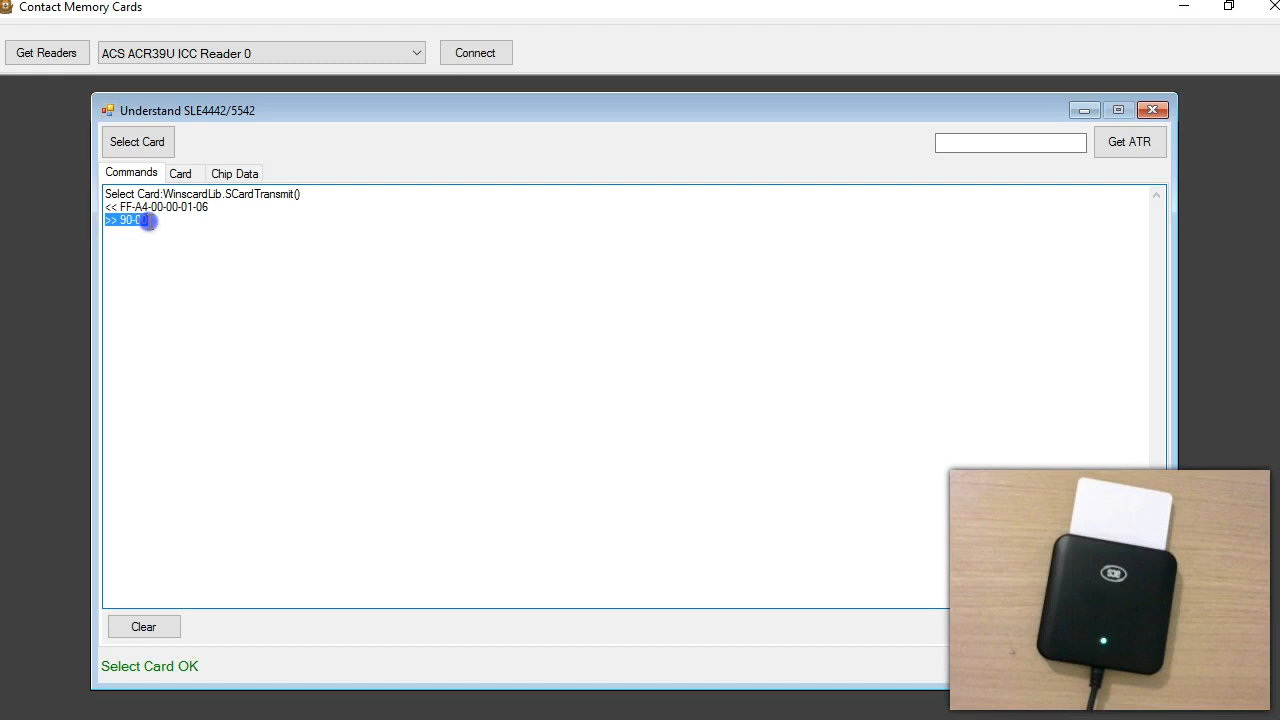 Contact Memory Cards
Get Readers
ACS ACR39U ICC Reader 0
Connect
Understand SLE4442/5542
Select Card
Get ATR
Commands Card Chip Data
Select Card:WinscardLib.SCardTransmit()
<< FF-A4-00-00-01-06
>> 90-00
Clear
Select Card OK
ACS